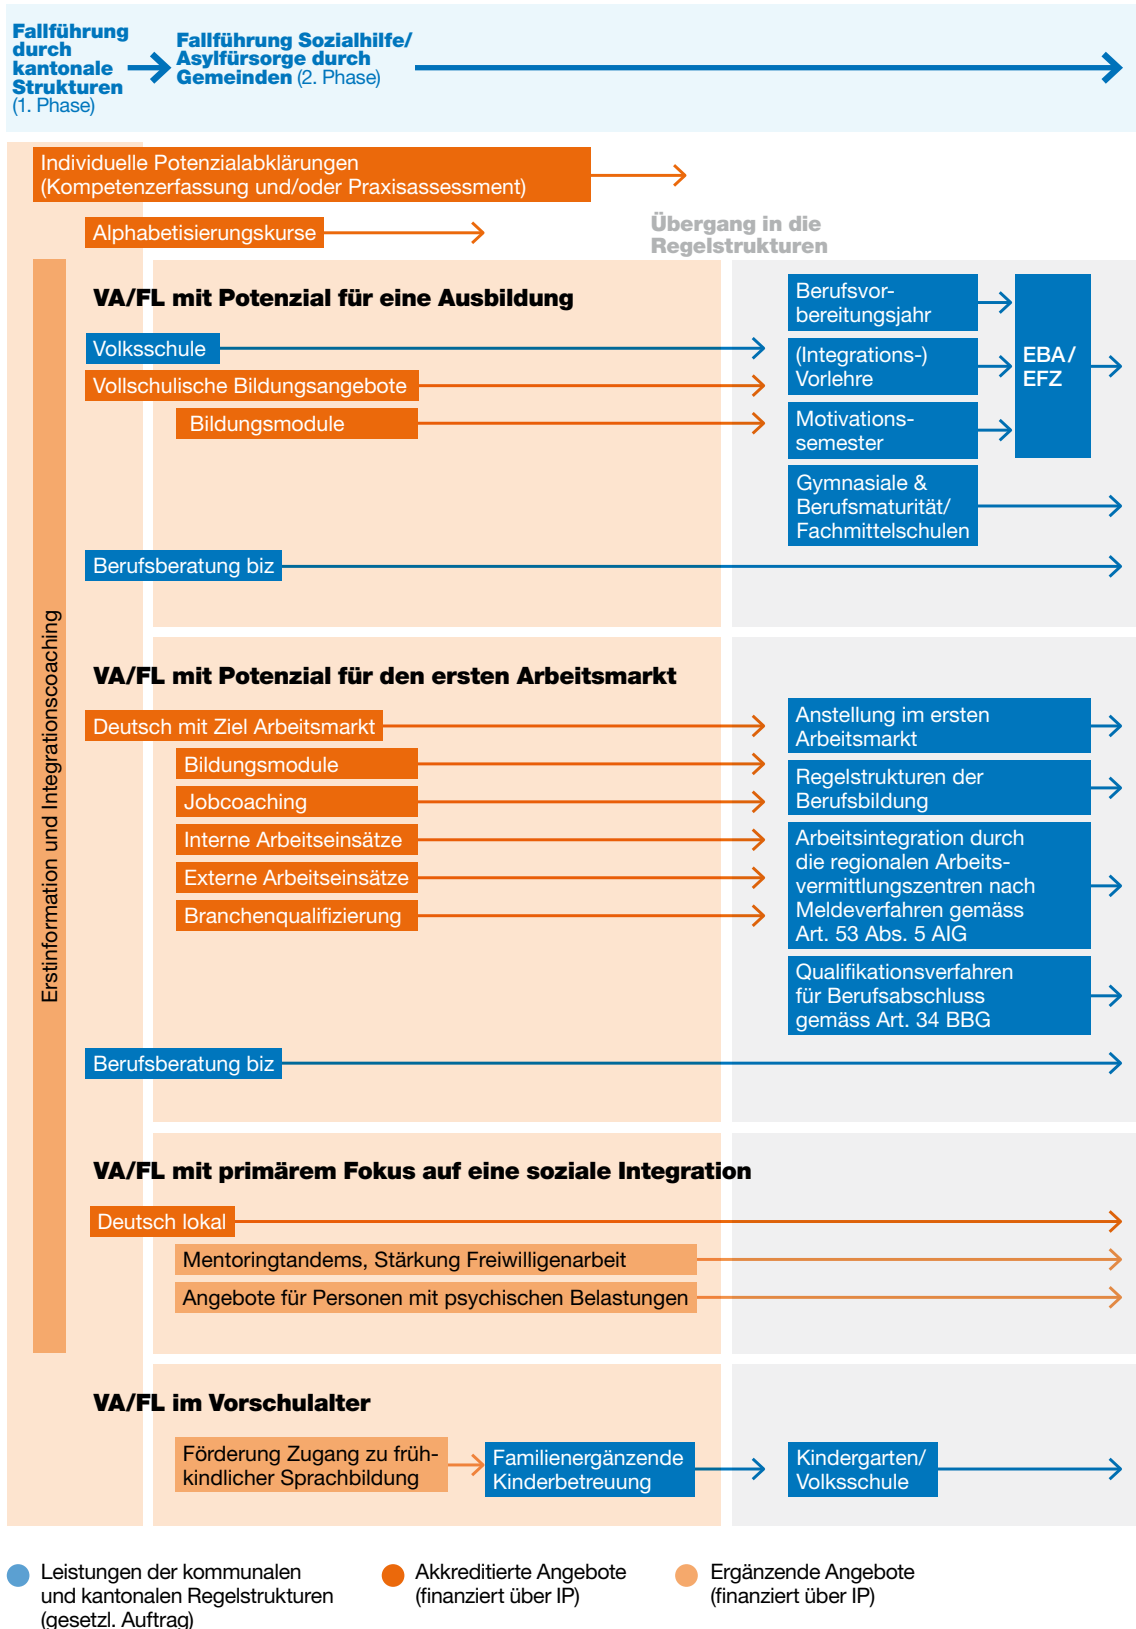 Fallführung
durch
kantonale
Strukturen
(1. Phase)
Fallführung Sozialhilfe/
Asylfürsorge durch
Gemeinden (2. Phase)
Individuelle Potenzialabklärungen
(Kompetenzerfassung und/oder Praxisassessment)
Alphabetisierungskurse
Übergang in die
Regelstrukturen
Erstinformation und Integrationscoaching
VA/FL mit Potenzial für eine Ausbildung
Volksschule
Vollschulische Bildungsangebote
Bildungsmodule
Berufsvor-
bereitungsjahr
(Integrations-)
Vorlehre
Motivations-
semester
EBA/
EFZ
Gymnasiale &
Berufsmaturität/
Fachmittelschulen
Berufsberatung biz
VA/FL mit Potenzial für den ersten Arbeitsmarkt
Deutsch mit Ziel Arbeitsmarkt
Bildungsmodule
Jobcoaching
Interne Arbeitseinsätze
Externe Arbeitseinsätze
Branchenqualifizierung
Anstellung im ersten
Arbeitsmarkt
Regelstrukturen der
Berufsbildung
Arbeitsintegration durch
die regionalen Arbeits-
vermittlungszentren nach
Meldeverfahren gemäss
Art. 53 Abs. 5 AIG
Qualifikationsverfahren
für Berufsabschluss
gemäss Art. 34 BBG
Berufsberatung biz
VA/FL mit primärem Fokus auf eine soziale Integration
Deutsch lokal
Mentoringtandems, Stärkung Freiwilligenarbeit
Angebote für Personen mit psychischen Belastungen
VA/FL im Vorschulalter
Förderung Zugang zu früh-
kindlicher Sprachbildung
Familienergänzende
Kinderbetreuung
Kindergarten/
Volksschule
Leistungen der kommunalen
und kantonalen Regelstrukturen
(gesetzl. Auftrag)
Akkreditierte Angebote
(finanziert über IP)
Ergänzende Angebote
(finanziert über IP)